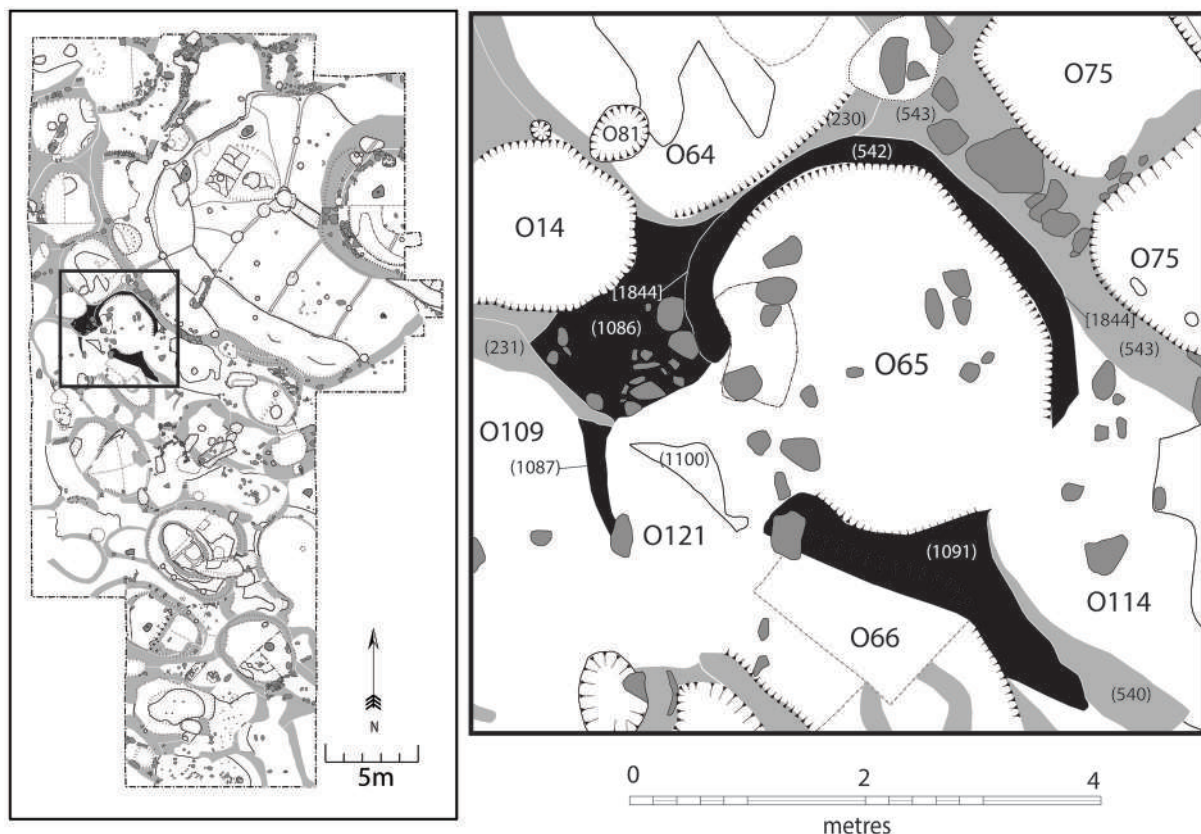 N
5m
O75
(230)
(543)
O81
O64
(542)
O14
O75
[1844]
(1086)
[1844]
(231)
(543)
O65
O109
(1087)
(1100)
O121
(1091)
O114
O66
(540)
0 2 4
metres